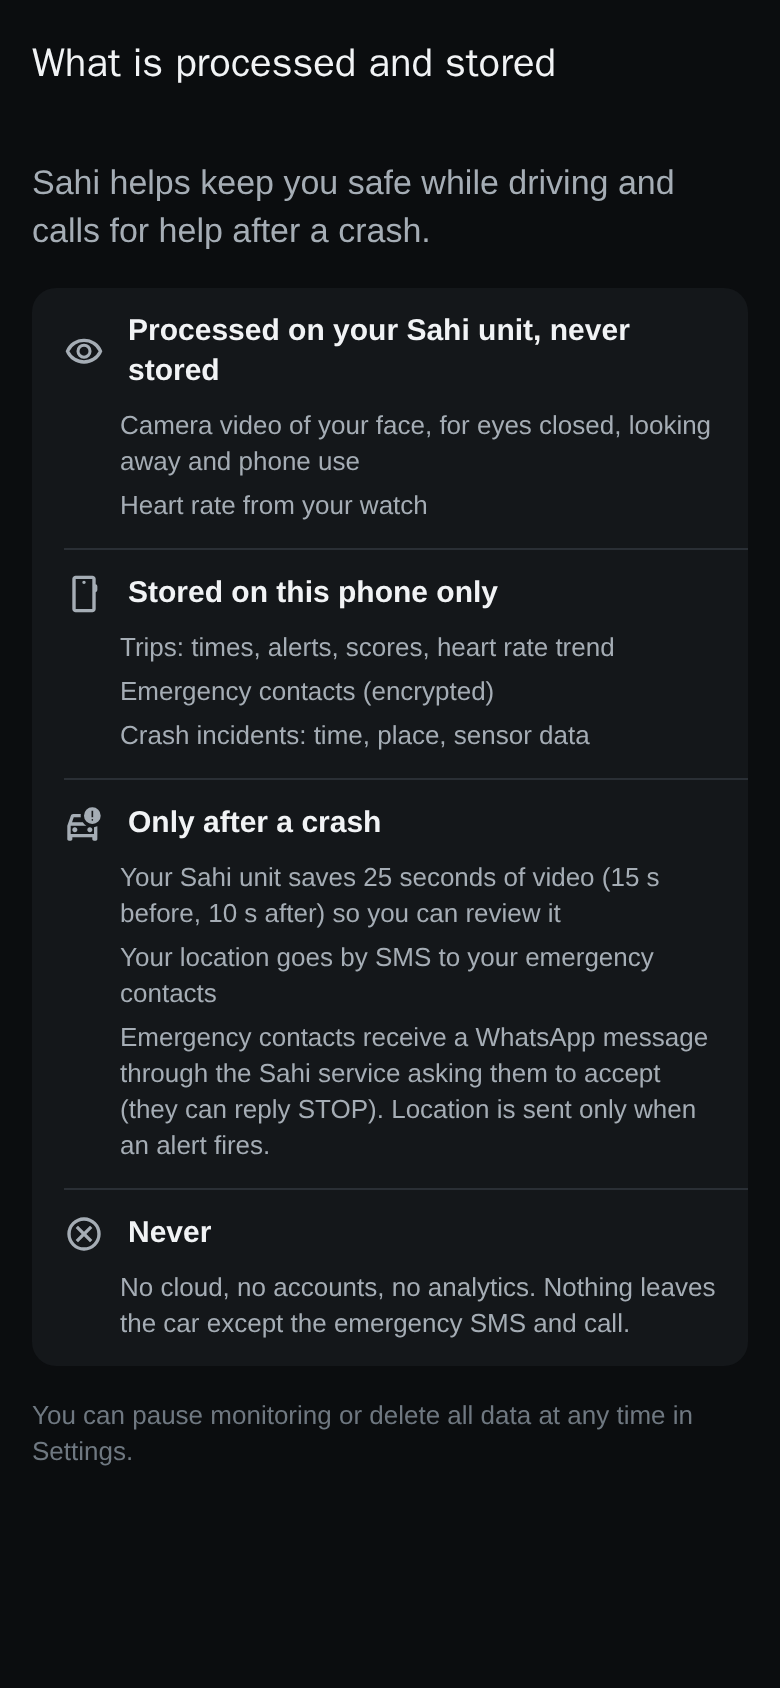 What is processed and stored
Sahi helps keep you safe while driving and
calls for help after a crash.
Processed on your Sahi unit, never
stored
Camera video of your face, for eyes closed, looking
away and phone use
Heart rate from your watch
Stored on this phone only
Trips: times, alerts, scores, heart rate trend
Emergency contacts (encrypted)
Crash incidents: time, place, sensor data
Only after a crash
Your Sahi unit saves 25 seconds of video (15 s
before, 10 s after) so you can review it
Your location goes by SMS to your emergency
contacts
Emergency contacts receive a WhatsApp message
through the Sahi service asking them to accept
(they can reply STOP). Location is sent only when
an alert fires.
Never
No cloud, no accounts, no analytics. Nothing leaves
the car except the emergency SMS and call.
You can pause monitoring or delete all data at any time in
Settings.